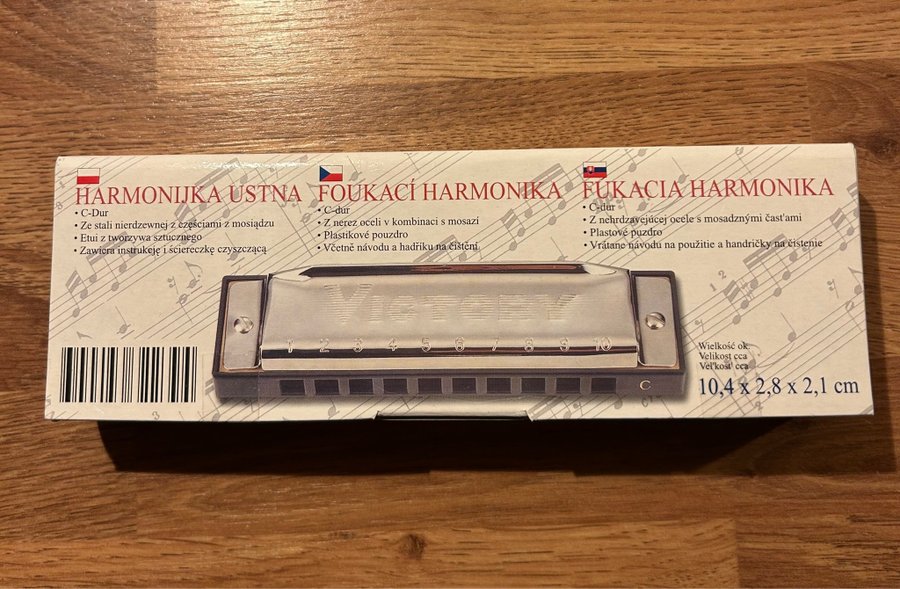 HARMONIJKA USTNA
• C-Dur
• Ze stali nierdzewnej z częściami z mosiądzu
• Etui z tworzywa sztucznego
• Zawiera instrukcję i ściereczkę czyszczącą
FOUKACÍ HARMONIKA
• C-dur
• Z nerez oceli v kombinaci s mosazi
• Plastikové pouzdro
• Včetně návodu a hadříku na čištění
FUKACIA HARMONIKA
• C-dur
• Z nehrdzavejúcej ocele s mosadznými časťami
• Plastové puzdro
• Vrátane návodu na použitie a handričky na čistenie
VICTORY
1 2 3 4 5 6 7 8 9 10
C
Wielkość ok.
Velikost cca
Veľkosť cca
10,4 x 2,8 x 2,1 cm